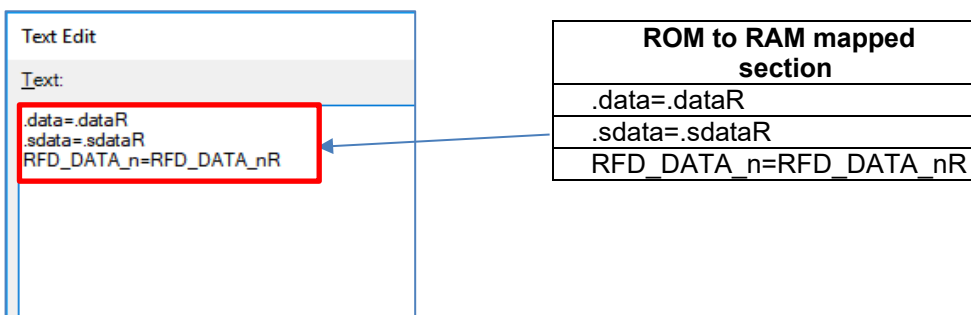 Text Edit
Text:
.data=.dataR
.sdata=.sdataR
RFD_DATA_n=RFD_DATA_nR
ROM to RAM mapped
section
.data=.dataR
.sdata=.sdataR
RFD_DATA_n=RFD_DATA_nR